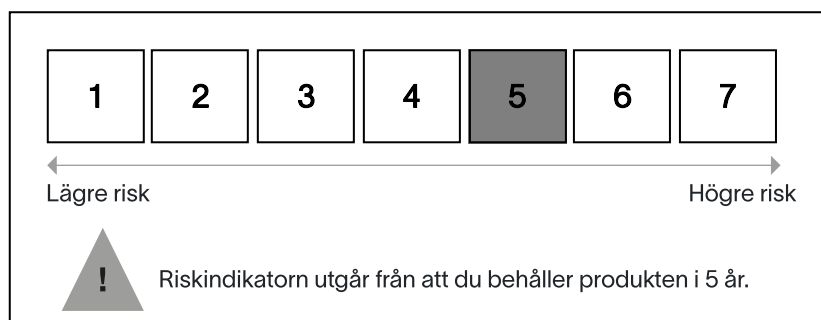 1 2 3 4 5 6 7
Lägre risk Högre risk
! Riskindikatorn utgår från att du behåller produkten i 5 år.